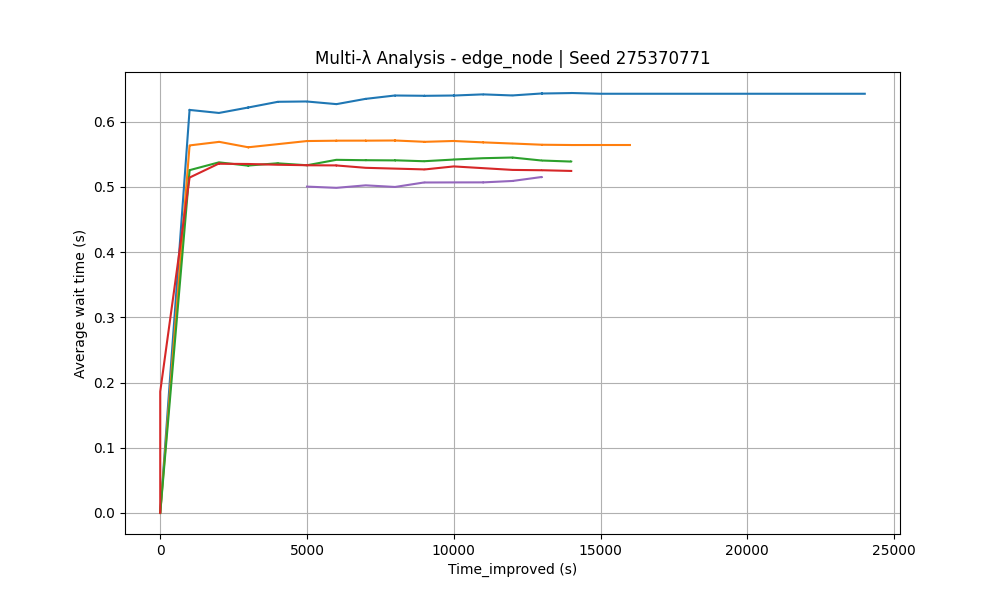 Multi-λ Analysis - edge_node | Seed 275370771
Average wait time (s)
0.6
0.5
0.4
0.3
0.2
0.1
0.0
0 5000 10000 15000 20000 25000
Time_improved (s)